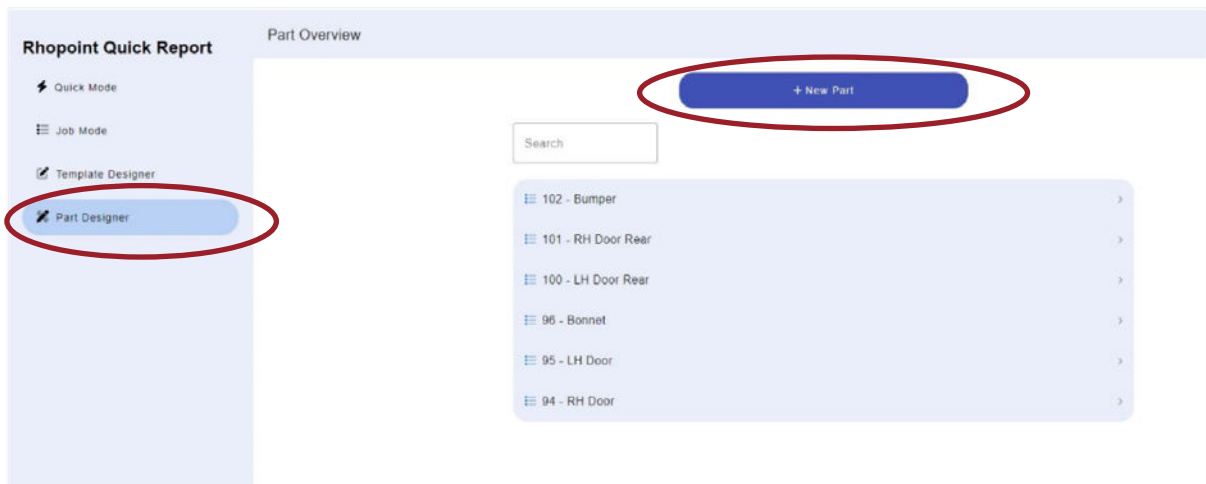 Rhopoint Quick Report
Quick Mode
Job Mode
Template Designer
Part Designer
Part Overview
+ New Part
Search
102 - Bumper
101 - RH Door Rear
100 - LH Door Rear
96 - Bonnet
95 - LH Door
94 - RH Door